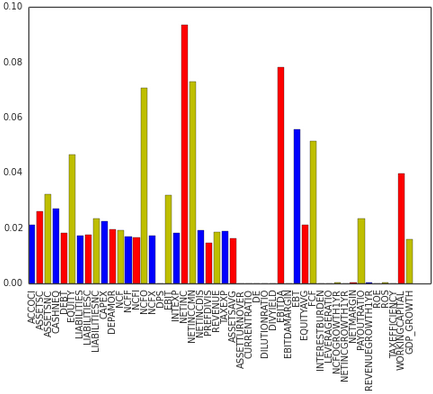 0.10
0.08
0.06
0.04
0.02
0.00
ACCOCI
ASSETSC
ASSETSNC
CASHNEQ
DEBT
EQUITY
LIABILITIES
LIABILITIESC
LIABILITIESNC
CAPEX
DEPAMOR
NCF
NCFF
NCFI
NCFO
NCFX
DPS
EBIT
INTEXP
NETINC
NETINCCMN
NETINCDIS
PREFDIVIS
REVENUE
TAXEXP
ASSETSAVG
ASSETTURNOVER
CURRENTRATIO
DE
DILUTIONRATIO
DIVYIELD
EBITDA
EBITDAMARGIN
EBT
EQUITYAVG
FCF
INTERESTBURDEN
LEVERAGERATIO
NCFOGROWTH1YR
NETINCGROWTH1YR
NETMARGIN
PAYOUTRATIO
REVENUEGROWTH1YR
ROE
ROS
TAXEFFICIENCY
WORKINGCAPITAL
GDP_GROWTH